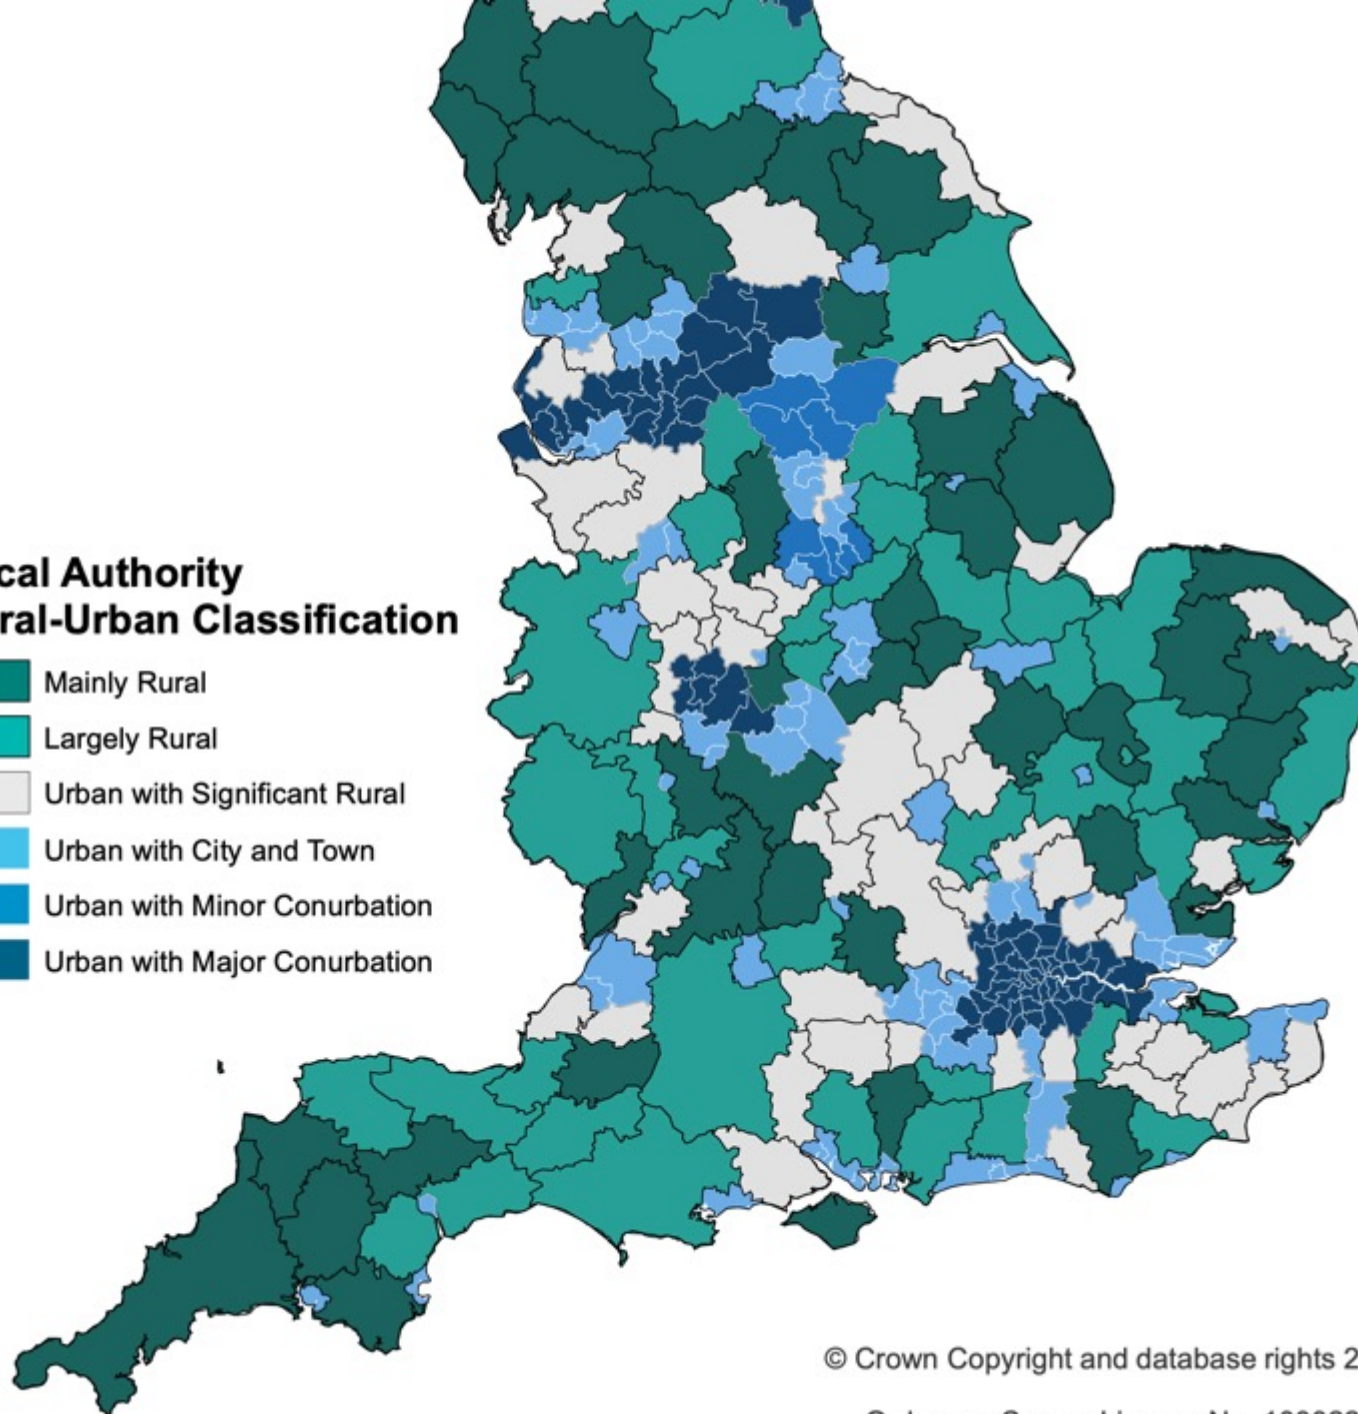 cal Authority
ral-Urban Classification
Mainly Rural
Largely Rural
Urban with Significant Rural
Urban with City and Town
Urban with Minor Conurbation
Urban with Major Conurbation
© Crown Copyright and database rights 2